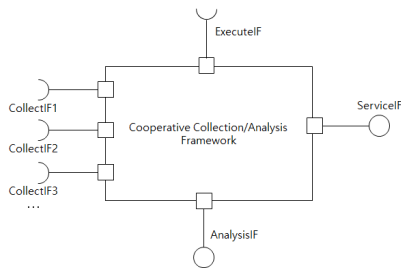 ExecuteIF
CollectIF1
CollectIF2
CollectIF3
...
Cooperative Collection/Analysis
Framework
ServiceIF
AnalysisIF